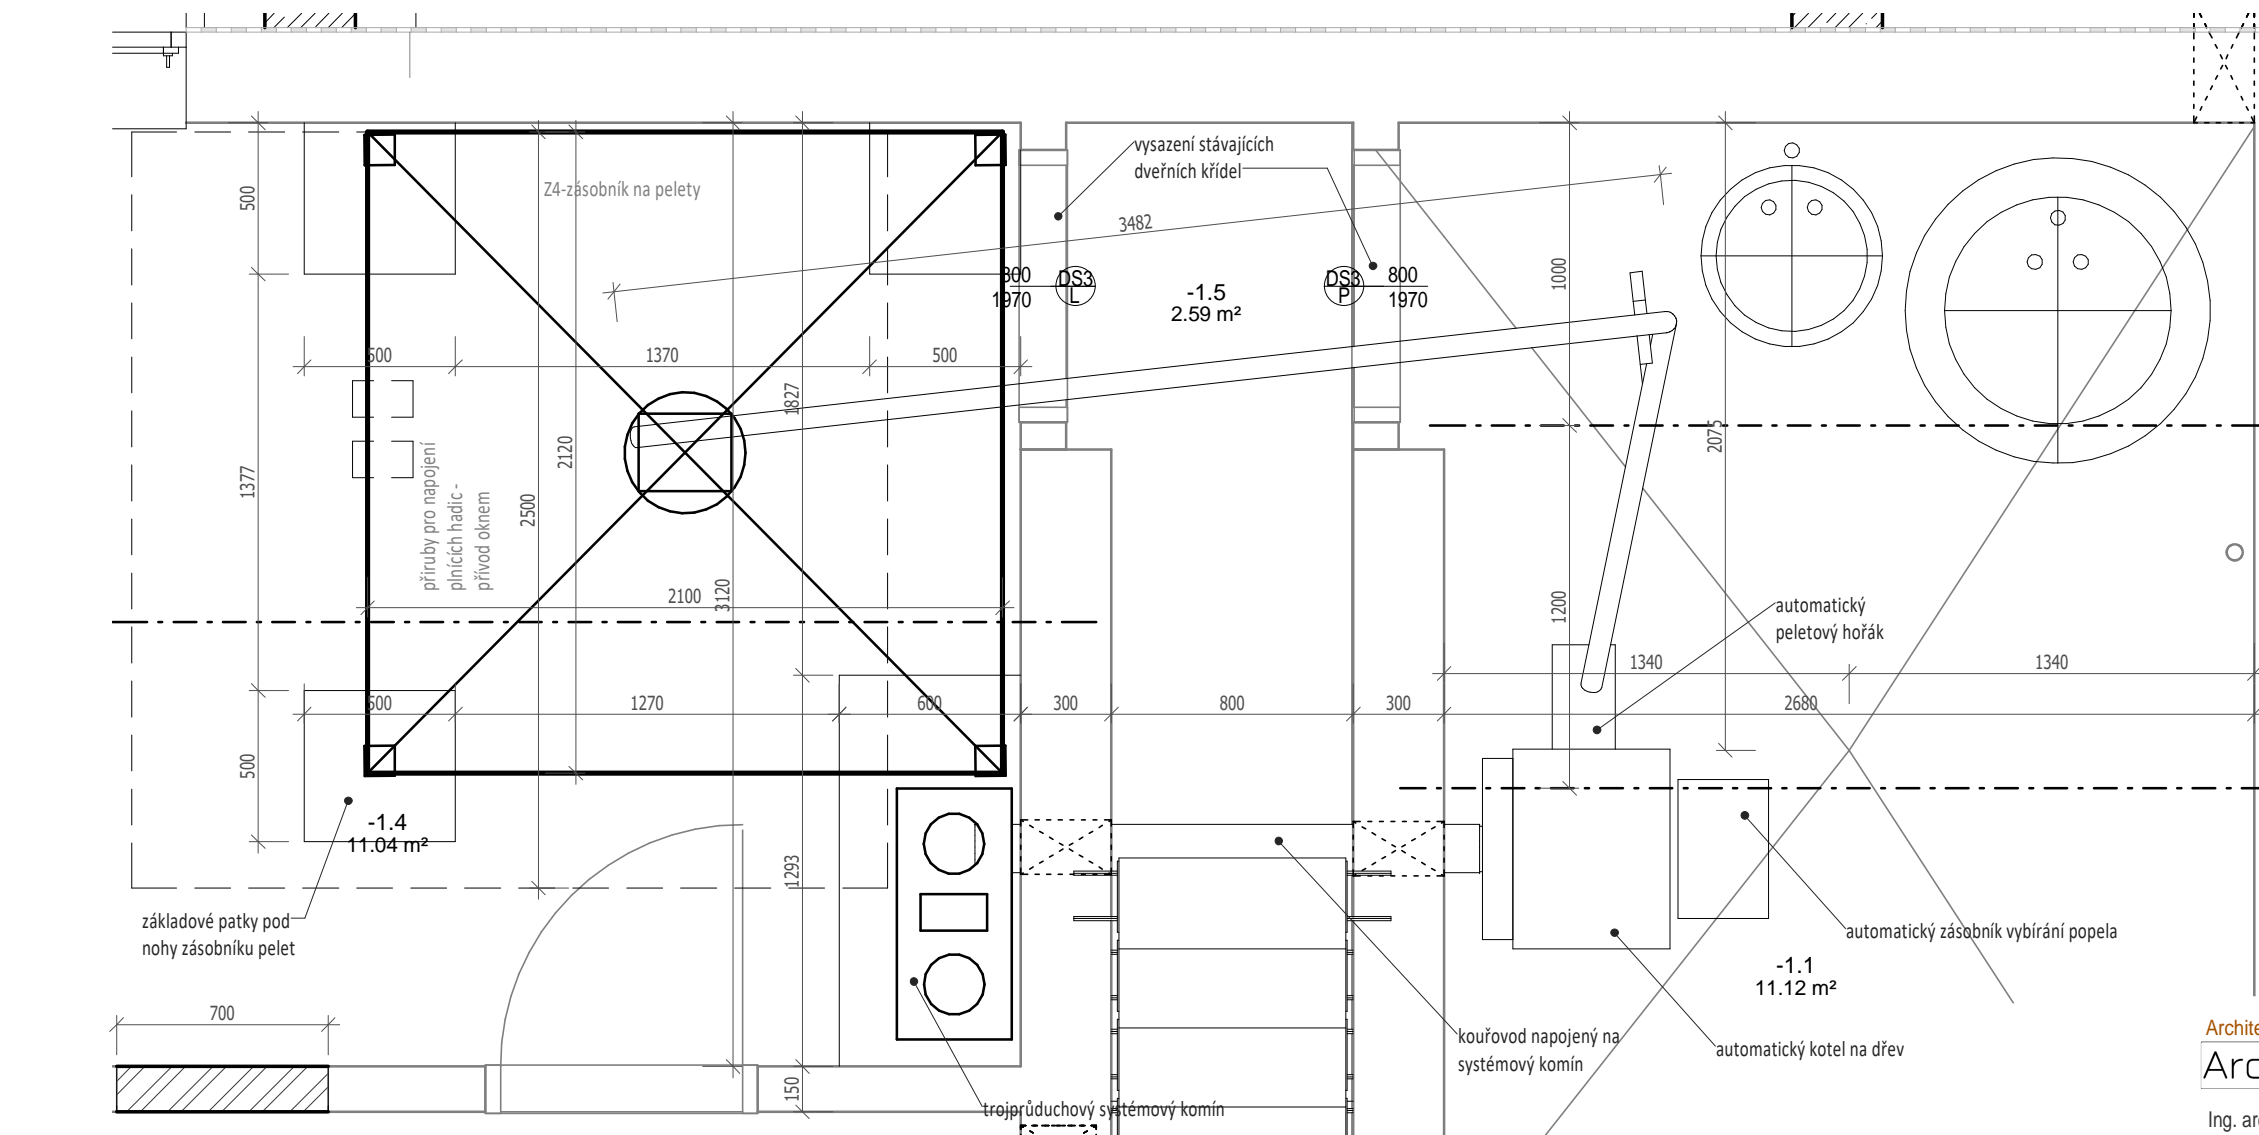 vysazení stávajících
dveřních křídel
Z4-zásobník na pelety
500
3482
800
1970
DS3
L
-1.5
2.59 m²
DS3
P
800
1970
1000
500
1370
500
1827
2075
1377
2120
2500
příruby pro napojení
plnících hadic -
přívod oknem
2100
3120
1200
automatický
peletový hořák
1340
1340
500
1270
600
300
800
300
2680
500
-1.4
11.04 m²
1293
základové patky pod
nohy zásobníku pelet
automatický zásobník vybírání popela
-1.1
11.12 m²
700
kouřovod napojený na
systémový komín
automatický kotel na dřev
150
trojprůduchový systémový komín
Archite
Arc
Ing. ar